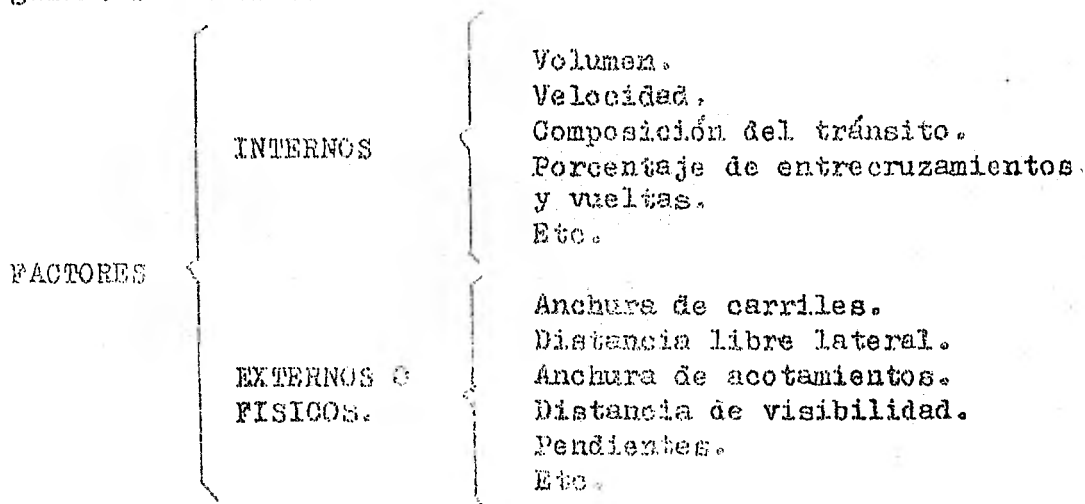 Volumen.
Velocidad.
Composición del tránsito.
INTERNOS
Porcentaje de entrecruzamientos
y vueltas.
Etc.
FACTORES
Anchura de carriles.
Distancia libre lateral.
EXTERNOS O
Anchura de acotamientos.
FISICOS.
Distancia de visibilidad.
Pendientes.
Etc.